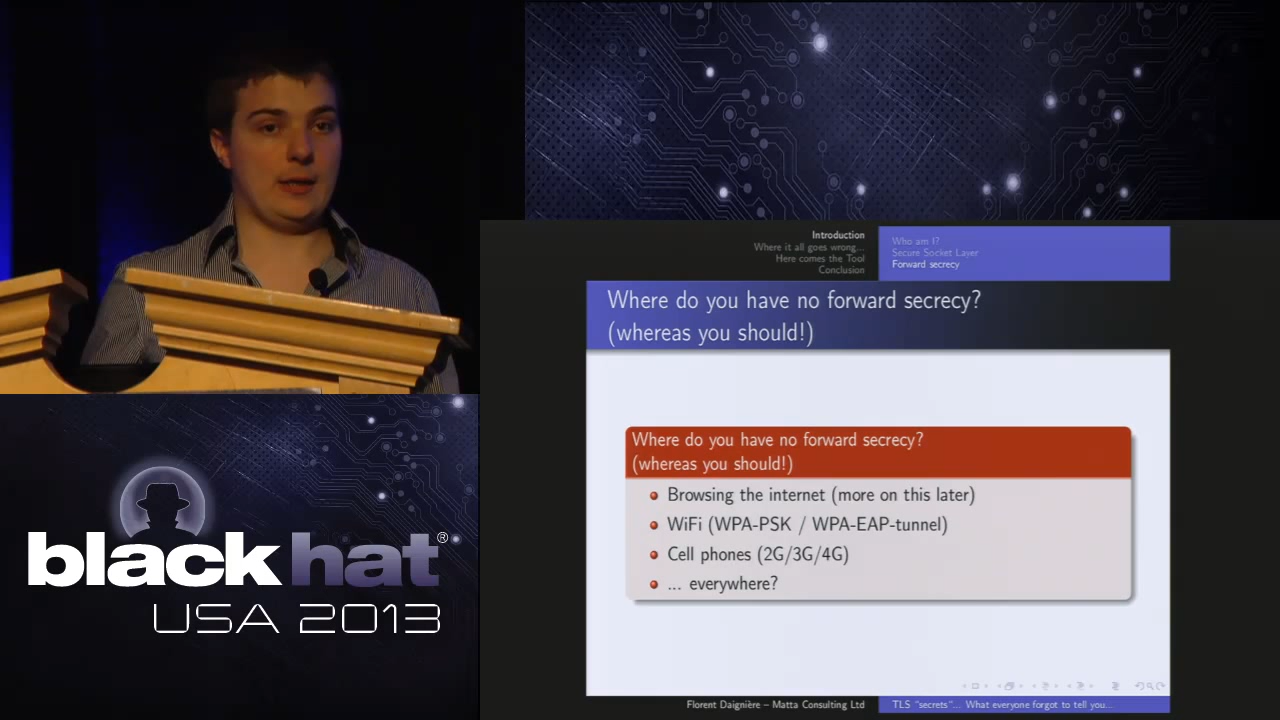 Introduction
Where it all goes wrong...
Here comes the Tool
Conclusion
Who am I?
Secure Socket Layer
Forward secrecy
Where do you have no forward secrecy?
(whereas you should!)
Where do you have no forward secrecy?
(whereas you should!)
Browsing the internet (more on this later)
WiFi (WPA-PSK / WPA-EAP-tunnel)
Cell phones (2G/3G/4G)
... everywhere?
Florent Daignière – Matta Consulting Ltd
TLS "secrets"... What everyone forgot to tell you...
black hat®
USA 2013